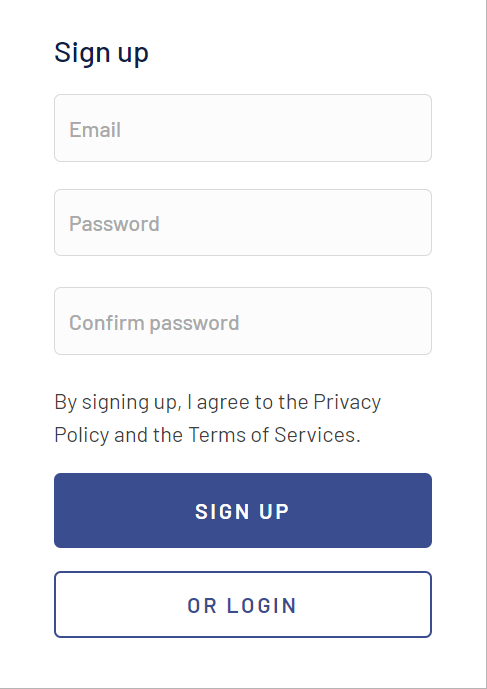 Sign up
Email
Password
Confirm password
By signing up, I agree to the Privacy
Policy and the Terms of Services.
SIGN UP
OR LOGIN